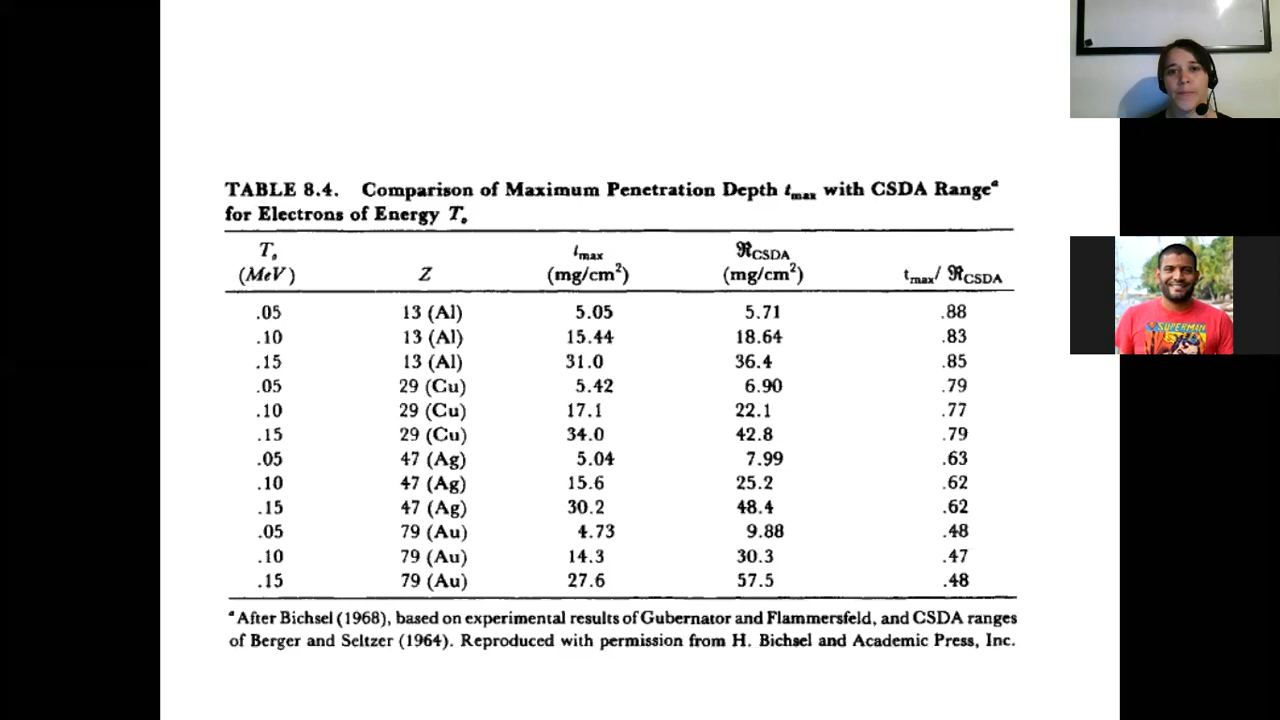 TABLE 8.4. Comparison of Maximum Penetration Depth tmax with CSDA Rangeª
for Electrons of Energy T₀
T₀ (MeV) Z tmax (mg/cm²) ℜCSDA (mg/cm²) tmax/ ℜCSDA
.05 13 (Al) 5.05 5.71 .88
.10 13 (Al) 15.44 18.64 .83
.15 13 (Al) 31.0 36.4 .85
.05 29 (Cu) 5.42 6.90 .79
.10 29 (Cu) 17.1 22.1 .77
.15 29 (Cu) 34.0 42.8 .79
.05 47 (Ag) 5.04 7.99 .63
.10 47 (Ag) 15.6 25.2 .62
.15 47 (Ag) 30.2 48.4 .62
.05 79 (Au) 4.73 9.88 .48
.10 79 (Au) 14.3 30.3 .47
.15 79 (Au) 27.6 57.5 .48
ªAfter Bichsel (1968), based on experimental results of Gubernator and Flammersfeld, and CSDA ranges
of Berger and Seltzer (1964). Reproduced with permission from H. Bichsel and Academic Press, Inc.
SUPERMAN